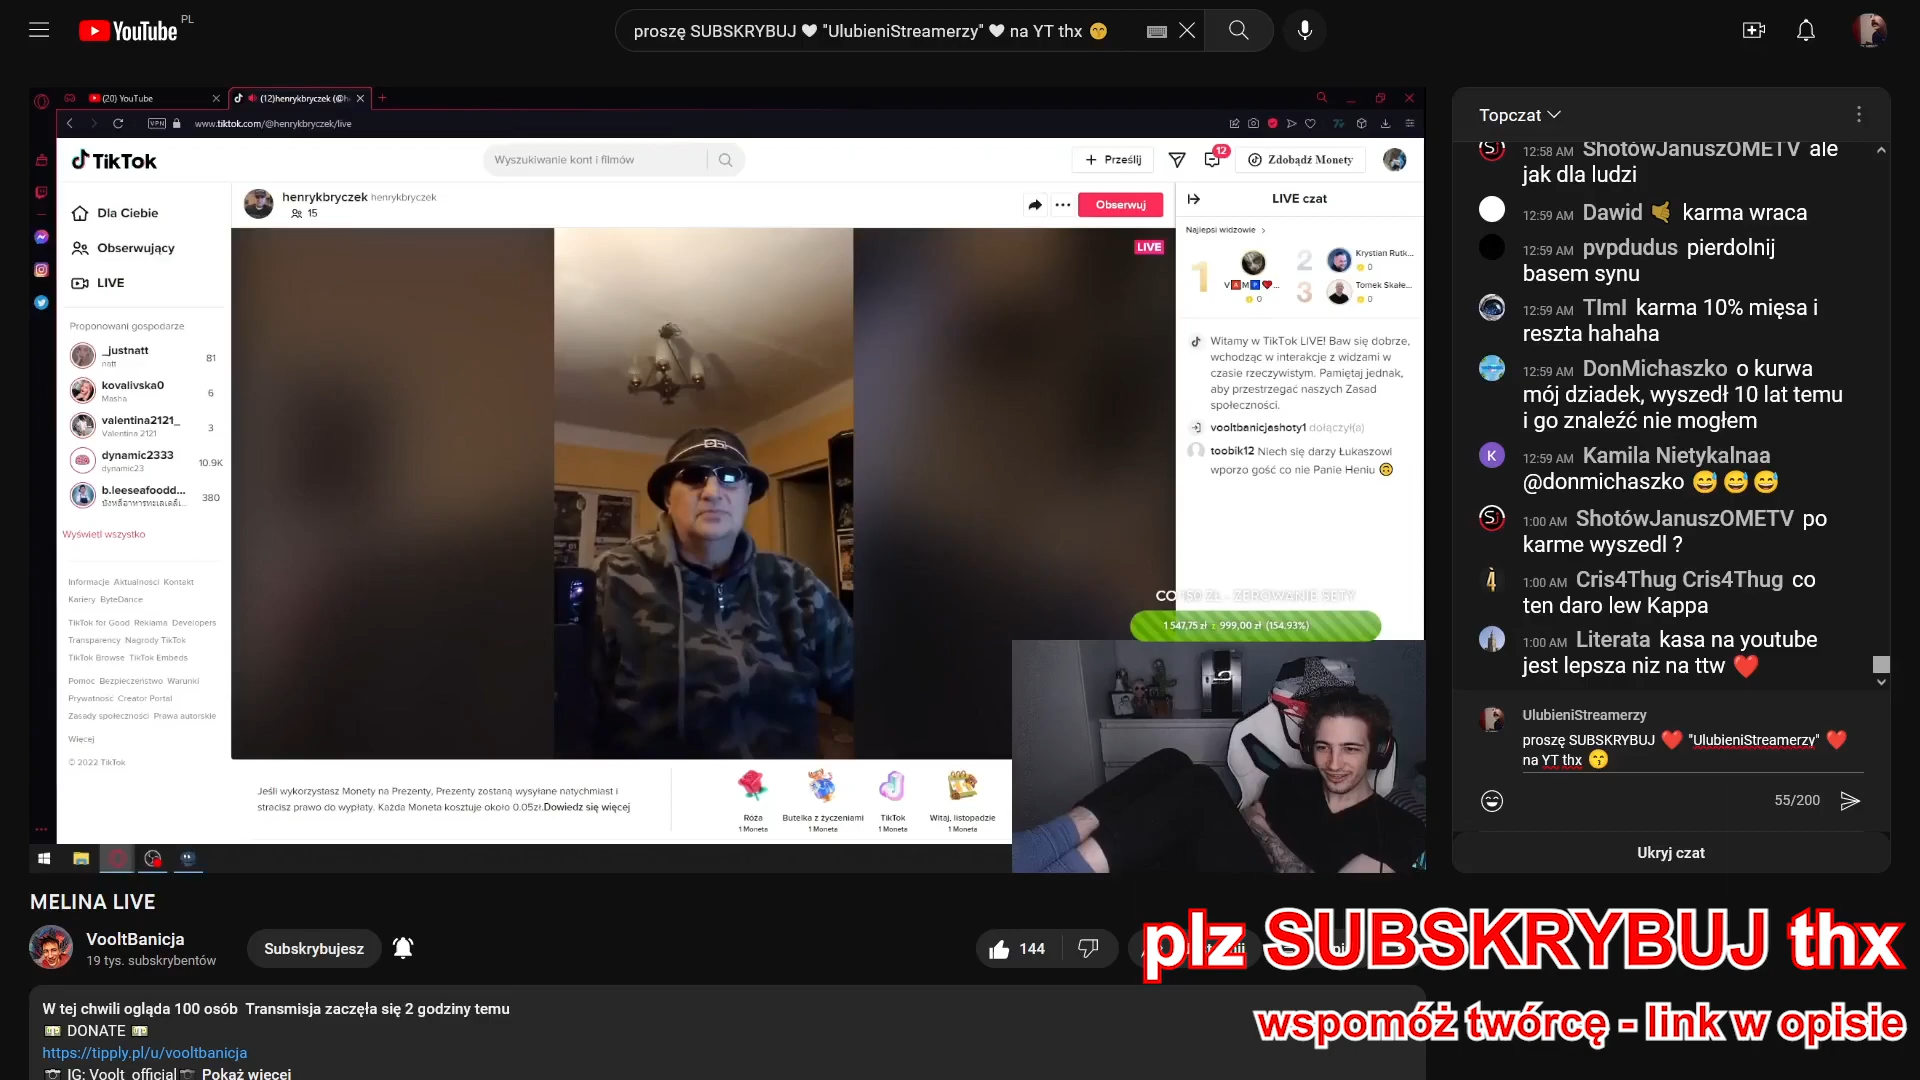 YouTube PL
proszę SUBSKRYBUJ 🤍 "UlubieniStreamerzy" 🤍 na YT thx 😙
(20) YouTube
(12)henrykbryczek (@h
www.tiktok.com/@henrykbryczek/live
VPN
TikTok
Wyszukiwanie kont i filmów
Prześlij
12
Zdobądź Monety
Dla Ciebie
Obserwujący
LIVE
Proponowani gospodarze
_justnatt
natt
81
kovalivska0
Masha
6
valentina2121_
Valentina 2121
3
dynamic2333
dynamic23
10.9K
b.leeseafoodd...
380
Wyświetl wszystko
Informacje Aktualności Kontakt
Kariery ByteDance
TikTok for Good Reklama Developers
Transparency Nagrody TikTok
TikTok Browse TikTok Embeds
Pomoc Bezpieczeństwo Warunki
Prywatność Creator Portal
Zasady społeczności Prawa autorskie
Więcej
© 2022 TikTok
henrykbryczek henrykbryczek
15
Obserwuj
LIVE
LIVE czat
Najlepsi widzowie >
1
2
Krystian Rutk...
0
3
Tomek Skałe...
0
0
Witamy w TikTok LIVE! Baw się dobrze,
wchodząc w interakcje z widzami w
czasie rzeczywistym. Pamiętaj jednak,
aby przestrzegać naszych Zasad
społeczności.
vooltbanicjashoty1 dołączył(a)
toobik12 Niech się darzy Łukaszowi
wporzo gość co nie Panie Heniu 🙃
CO 150 ZŁ - ZEROWANIE SETY
1 547,75 zł z 999,00 zł (154.93%)
Jeśli wykorzystasz Monety na Prezenty, Prezenty zostaną wysyłane natychmiast i
stracisz prawo do wypłaty. Każda Moneta kosztuje około 0.05zł.Dowiedz się więcej
Róża
1 Moneta
Butelka z życzeniami
1 Moneta
TikTok
1 Moneta
Witaj, listopadzie
1 Moneta
Topczat
12:58 AM ShotówJanuszOMETV ale
jak dla ludzi
12:59 AM Dawid 🤙 karma wraca
12:59 AM pvpdudus pierdolnij
basem synu
12:59 AM TImI karma 10% mięsa i
reszta hahaha
12:59 AM DonMichaszko o kurwa
mój dziadek, wyszedł 10 lat temu
i go znaleźć nie mogłem
K
12:59 AM Kamila Nietykalnaa
@donmichaszko 😅😅😅
1:00 AM ShotówJanuszOMETV po
karme wyszedl ?
1:00 AM Cris4Thug Cris4Thug co
ten daro lew Kappa
1:00 AM Literata kasa na youtube
jest lepsza niz na ttw ❤️
UlubieniStreamerzy
proszę SUBSKRYBUJ ❤️ "UlubieniStreamerzy" ❤️
na YT thx 😙
55/200
Ukryj czat
MELINA LIVE
VooltBanicja
19 tys. subskrybentów
Subskrybujesz
144
plz SUBSKRYBUJ thx
wspomóż twórcę - link w opisie
W tej chwili ogląda 100 osób Transmisja zaczęła się 2 godziny temu
💵 DONATE 💵
https://tipply.pl/u/vooltbanicja
📷 IG: Voolt_official 📷 Pokaż więcej